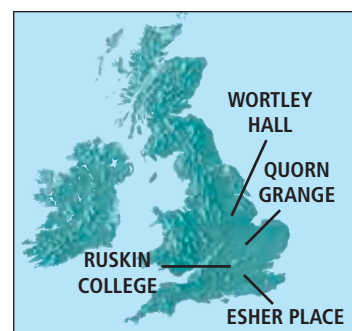 WORTLEY
HALL
QUORN
GRANGE
RUSKIN
COLLEGE
ESHER PLACE